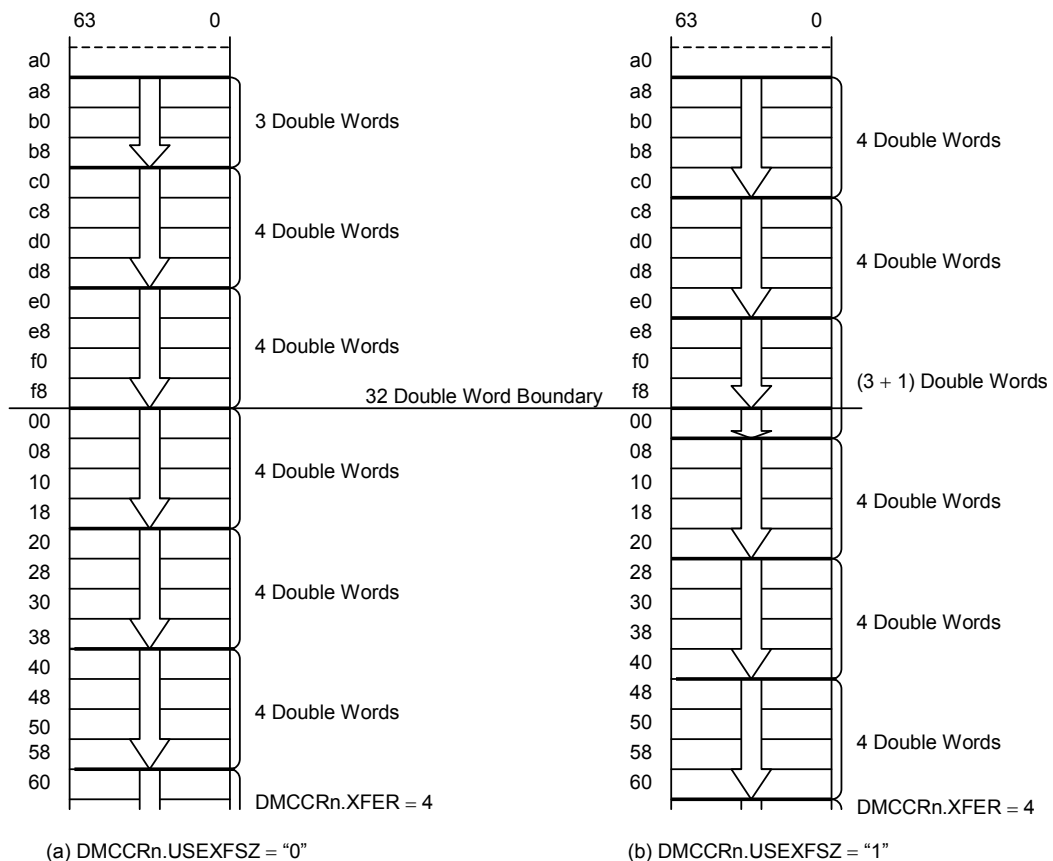 63 0
a0
a8
b0
b8
c0
c8
d0
d8
e0
e8
f0
f8
00
08
10
18
20
28
30
38
40
48
50
58
60
3 Double Words
4 Double Words
4 Double Words
32 Double Word Boundary
4 Double Words
4 Double Words
4 Double Words
DMCCRn.XFER = 4
(a) DMCCRn.USEXFSZ = “0”
63 0
a0
a8
b0
b8
c0
c8
d0
d8
e0
e8
f0
f8
00
08
10
18
20
28
30
38
40
48
50
58
60
4 Double Words
4 Double Words
(3 + 1) Double Words
4 Double Words
4 Double Words
4 Double Words
DMCCRn.XFER = 4
(b) DMCCRn.USEXFSZ = “1”